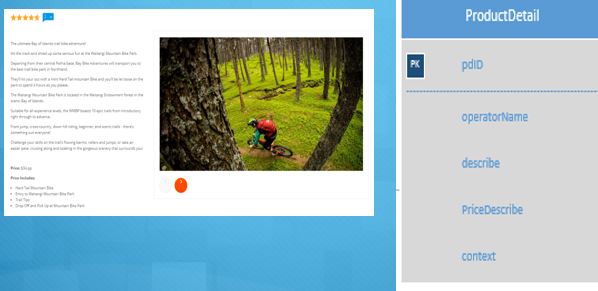 The ultimate Bay of Islands trail bike adventure!
Hit the track and shred up some serious fun at the Waitangi Mountain Bike Park.
Departing from their central Paihia base, Bay Bike Adventures will transport you to
the best trail bike park in Northland.
They'll kit your out with a mint Hard Tail mountain bike and you'll be let loose on the
park to spend 4 hours as you please.
The Waitangi Mountain Bike Park is located in the Waitangi Endowment forest in the
scenic Bay of Islands.
Suitable for all experience levels, the WMBP boasts 10 epic trails from introductory
right through to advance.
From jump, cross country, down hill riding, beginner, and scenic trails - there's
something out everyone!
Challenge your skills on the trail's flowing berms, rollers and jumps, or take an
easier pace, cruising along and looking in the gorgeous scenery that surrounds you!
Price:
Price Includes:
Hard Tail Mountain Bike
Entry to Waitangi Mountain Bike Park
Trail Tips
Drop Off and Pick Up at Mountain Bike Park
ProductDetail
PK pdID
operatorName
describe
PriceDescribe
context